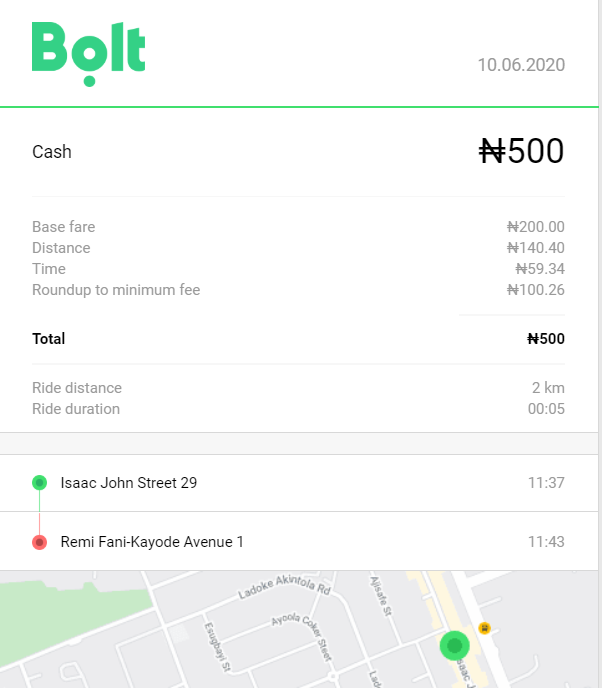 Bolt
10.06.2020
Cash ₦500
Base fare ₦200.00
Distance ₦140.40
Time ₦59.34
Roundup to minimum fee ₦100.26
Total ₦500
Ride distance 2 km
Ride duration 00:05
Isaac John Street 29 11:37
Remi Fani-Kayode Avenue 1 11:43
Ladoke Akintola Rd
Ajisafe St
Ayoola Coker Street
Esugbayi St